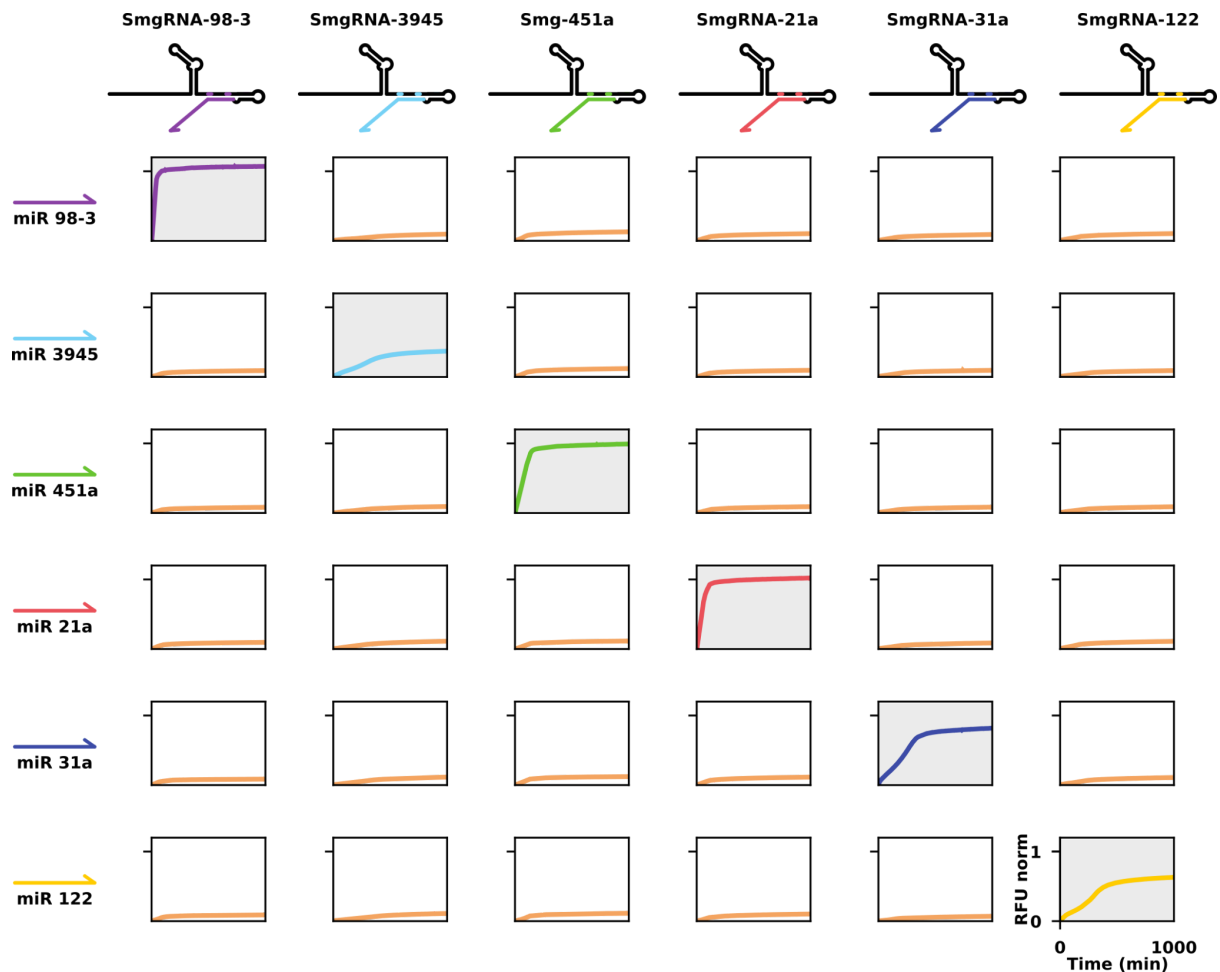 SmgRNA-98-3 SmgRNA-3945 Smg-451a SmgRNA-21a SmgRNA-31a SmgRNA-122
miR 98-3
miR 3945
miR 451a
miR 21a
miR 31a
miR 122
RFU norm
1
0
0 1000
Time (min)